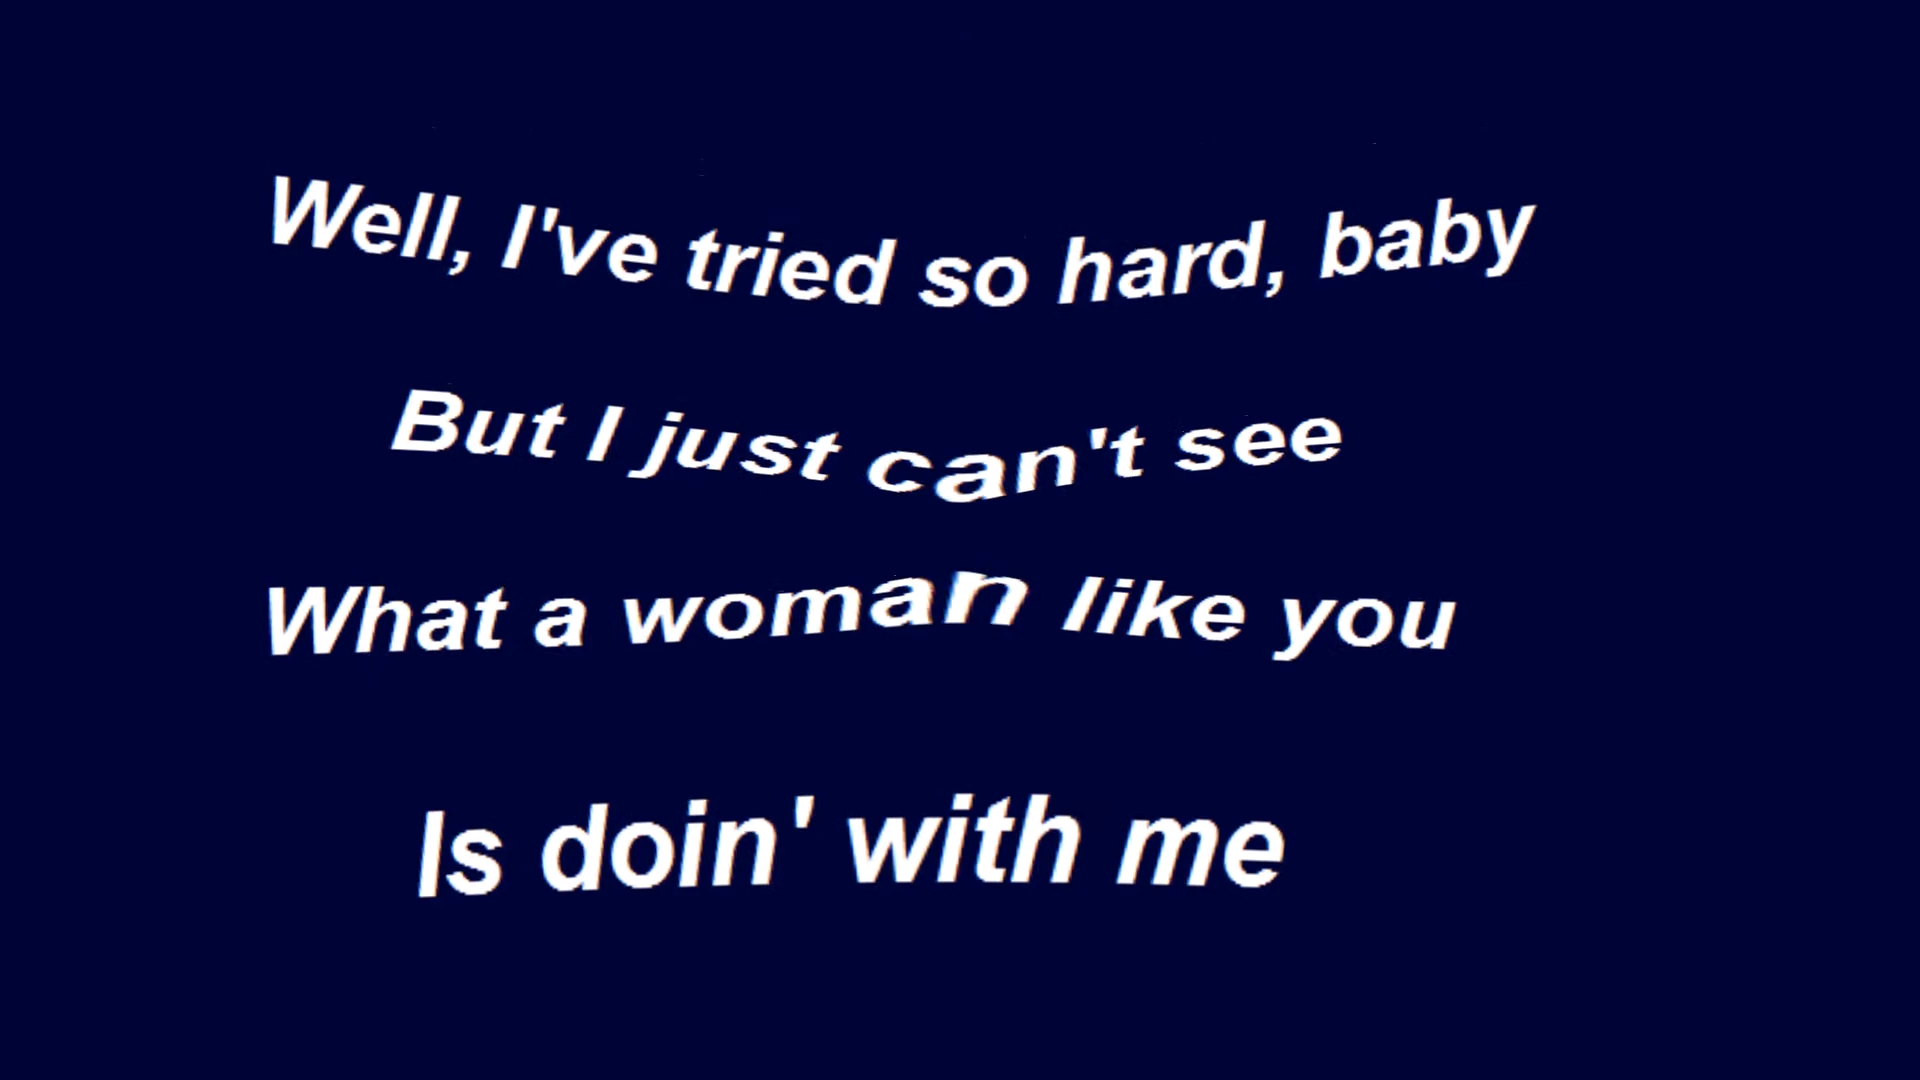 Well, I've tried so hard, baby
But I just can't see
What a woman like you
Is doin' with me